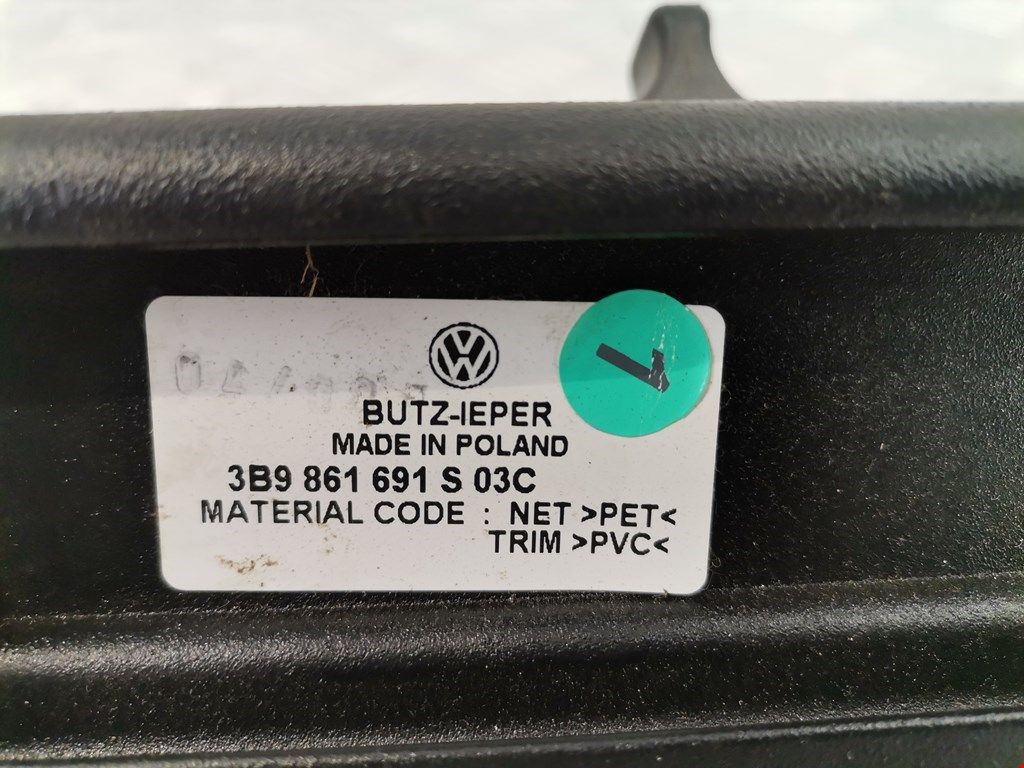 BUTZ-IEPER
MADE IN POLAND
3B9 861 691 S 03C
MATERIAL CODE : NET >PET<
TRIM >PVC<